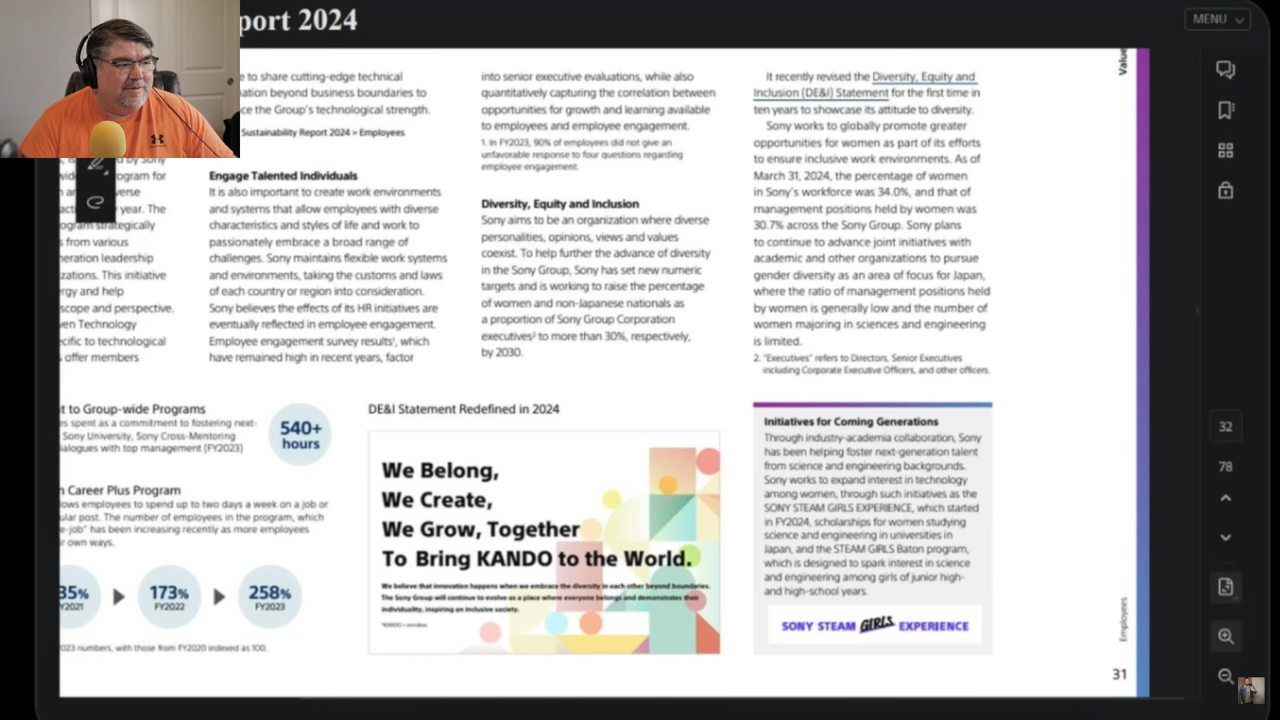 port 2024
MENU
e to share cutting-edge technical
ation beyond business boundaries to
ce the Group's technological strength.
Sustainability Report 2024 > Employees
by Sony
rogram for
verse
year. The
ogram strategically
s from various
neration leadership
zations. This initiative
rgy and help
scope and perspective.
ven Technology
ecific to technological
s offer members
Engage Talented Individuals
It is also important to create work environments
and systems that allow employees with diverse
characteristics and styles of life and work to
passionately embrace a broad range of
challenges. Sony maintains flexible work systems
and environments, taking the customs and laws
of each country or region into consideration.
Sony believes the effects of its HR initiatives are
eventually reflected in employee engagement.
Employee engagement survey results¹, which
have remained high in recent years, factor
into senior executive evaluations, while also
quantitatively capturing the correlation between
opportunities for growth and learning available
to employees and employee engagement.
1. In FY2023, 90% of employees did not give an
unfavorable response to four questions regarding
employee engagement.
Diversity, Equity and Inclusion
Sony aims to be an organization where diverse
personalities, opinions, views and values
coexist. To help further the advance of diversity
in the Sony Group, Sony has set new numeric
targets and is working to raise the percentage
of women and non-Japanese nationals as
a proportion of Sony Group Corporation
executives² to more than 30%, respectively,
by 2030.
It recently revised the Diversity, Equity and
Inclusion (DE&I) Statement for the first time in
ten years to showcase its attitude to diversity.
Sony works to globally promote greater
opportunities for women as part of its efforts
to ensure inclusive work environments. As of
March 31, 2024, the percentage of women
in Sony's workforce was 34.0%, and that of
management positions held by women was
30.7% across the Sony Group. Sony plans
to continue to advance joint initiatives with
academic and other organizations to pursue
gender diversity as an area of focus for Japan,
where the ratio of management positions held
by women is generally low and the number of
women majoring in sciences and engineering
is limited.
2. "Executives" refers to Directors, Senior Executives
including Corporate Executive Officers, and other officers.
Value
t to Group-wide Programs
es spent as a commitment to fostering next-
Sony University, Sony Cross-Mentoring
ialogues with top management (FY2023)
540+
hours
n Career Plus Program
lows employees to spend up to two days a week on a job or
ular post. The number of employees in the program, which
e-job" has been increasing recently as more employees
r own ways.
35%
Y2021
173%
FY2022
258%
FY2023
023 numbers, with those from FY2020 indexed as 100.
DE&I Statement Redefined in 2024
We Belong,
We Create,
We Grow, Together
To Bring KANDO to the World.
We believe that innovation happens when we embrace the diversity in each other beyond boundaries.
The Sony Group will continue to evolve as a place where everyone belongs and demonstrates their
individuality, inspiring an inclusive society.
*KANDO = emotion
Initiatives for Coming Generations
Through industry-academia collaboration, Sony
has been helping foster next-generation talent
from science and engineering backgrounds.
Sony works to expand interest in technology
among women, through such initiatives as the
SONY STEAM GIRLS EXPERIENCE, which started
in FY2024, scholarships for women studying
science and engineering in universities in
Japan, and the STEAM GIRLS Baton program,
which is designed to spark interest in science
and engineering among girls of junior high-
and high-school years.
SONY STEAM GIRLS EXPERIENCE
Employees
31
32
78